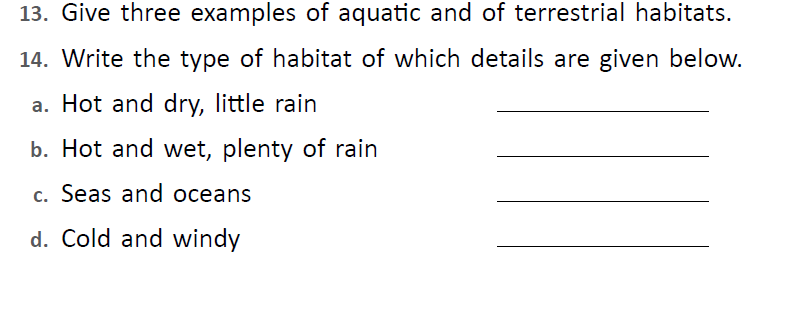 13. Give three examples of aquatic and of terrestrial habitats.
14. Write the type of habitat of which details are given below.
a. Hot and dry, little rain
b. Hot and wet, plenty of rain
c. Seas and oceans
d. Cold and windy